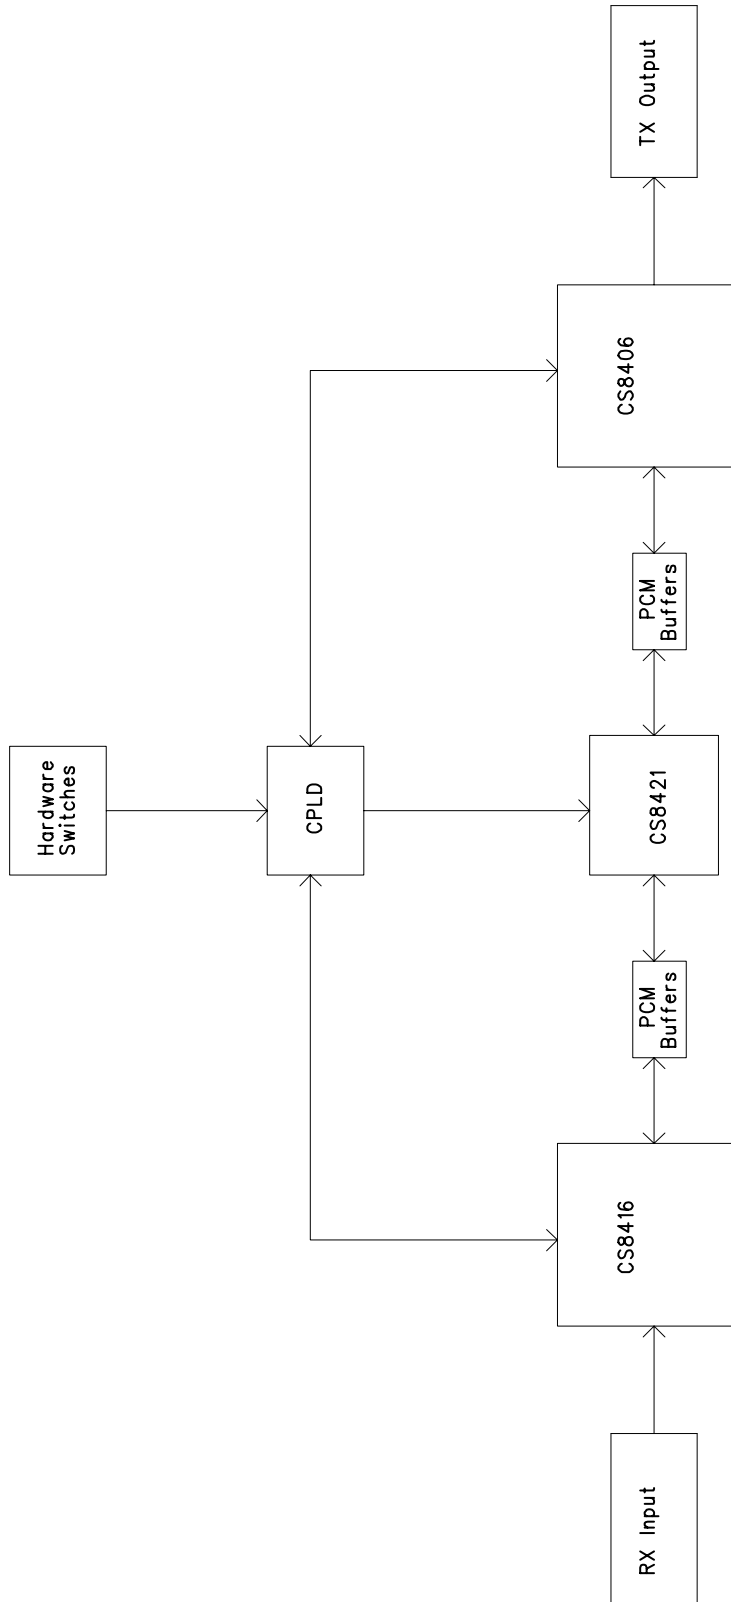 Hardware
Switches
CPLD
RX Input
CS8416
PCM
Buffers
CS8421
PCM
Buffers
CS8406
TX Output